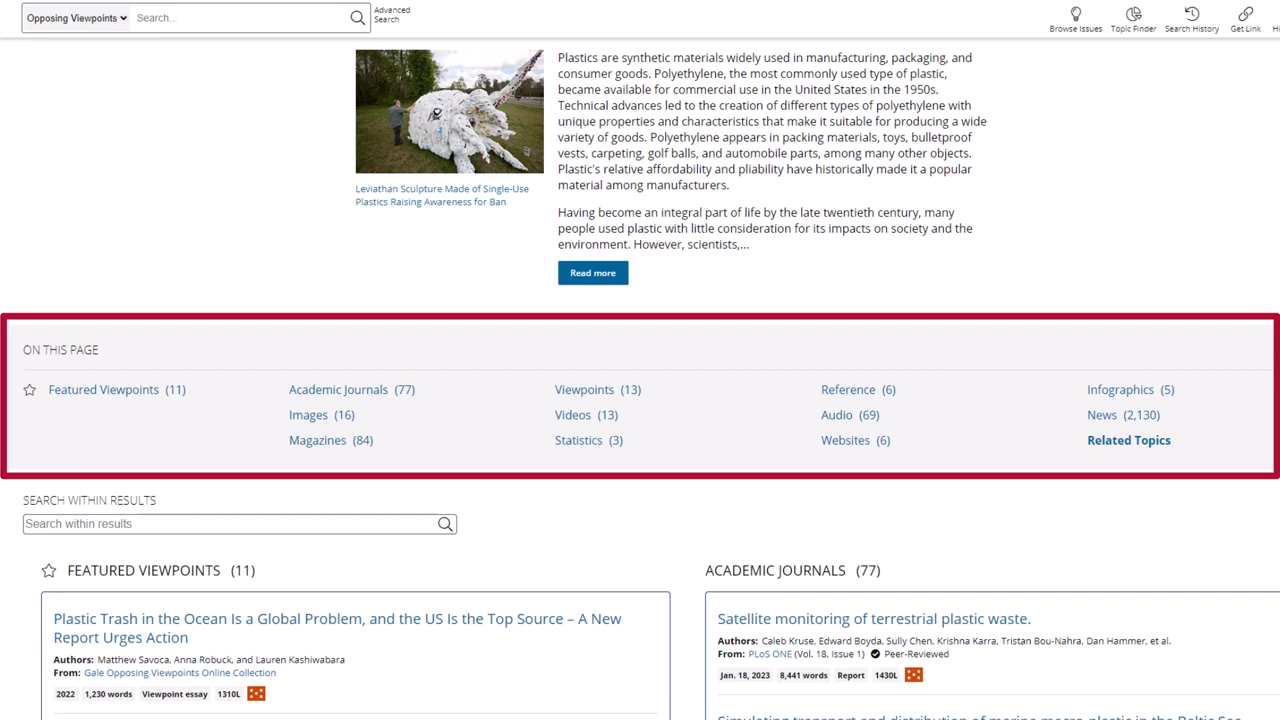 Opposing Viewpoints
Search...
Advanced
Search
Browse Issues
Topic Finder
Search History
Get Link
Plastics are synthetic materials widely used in manufacturing, packaging, and
consumer goods. Polyethylene, the most commonly used type of plastic,
became available for commercial use in the United States in the 1950s.
Technical advances led to the creation of different types of polyethylene with
unique properties and characteristics that make it suitable for producing a wide
variety of goods. Polyethylene appears in packing materials, toys, bulletproof
vests, carpeting, golf balls, and automobile parts, among many other objects.
Plastic's relative affordability and pliability have historically made it a popular
material among manufacturers.
Leviathan Sculpture Made of Single-Use
Plastics Raising Awareness for Ban
Having become an integral part of life by the late twentieth century, many
people used plastic with little consideration for its impacts on society and the
environment. However, scientists,...
Read more
ON THIS PAGE
Featured Viewpoints (11)
Academic Journals (77)
Viewpoints (13)
Reference (6)
Infographics (5)
Images (16)
Videos (13)
Audio (69)
News (2,130)
Magazines (84)
Statistics (3)
Websites (6)
Related Topics
SEARCH WITHIN RESULTS
Search within results
FEATURED VIEWPOINTS (11)
Plastic Trash in the Ocean Is a Global Problem, and the US Is the Top Source – A New
Report Urges Action
Authors: Matthew Savoca, Anna Robuck, and Lauren Kashiwabara
From: Gale Opposing Viewpoints Online Collection
2022 1,230 words Viewpoint essay 1310L
ACADEMIC JOURNALS (77)
Satellite monitoring of terrestrial plastic waste.
Authors: Caleb Kruse, Edward Boyda, Sully Chen, Krishna Karra, Tristan Bou-Nahra, Dan Hammer, et al.
From: PLoS ONE (Vol. 18, Issue 1) Peer-Reviewed
Jan. 18, 2023 8,441 words Report 1430L
Simulating transport and distribution of marine macro-plastic in the Baltic Sea